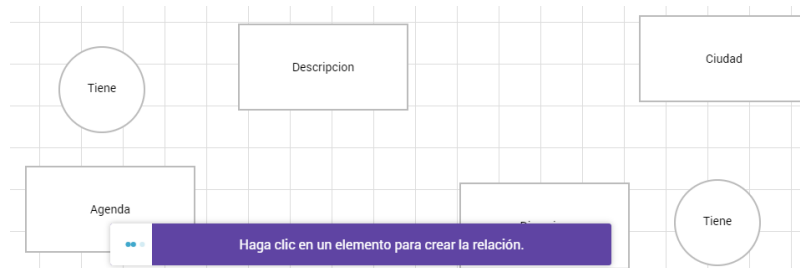 Ciudad
Descripcion
Tiene
Agenda
Tiene
Haga clic en un elemento para crear la relación.